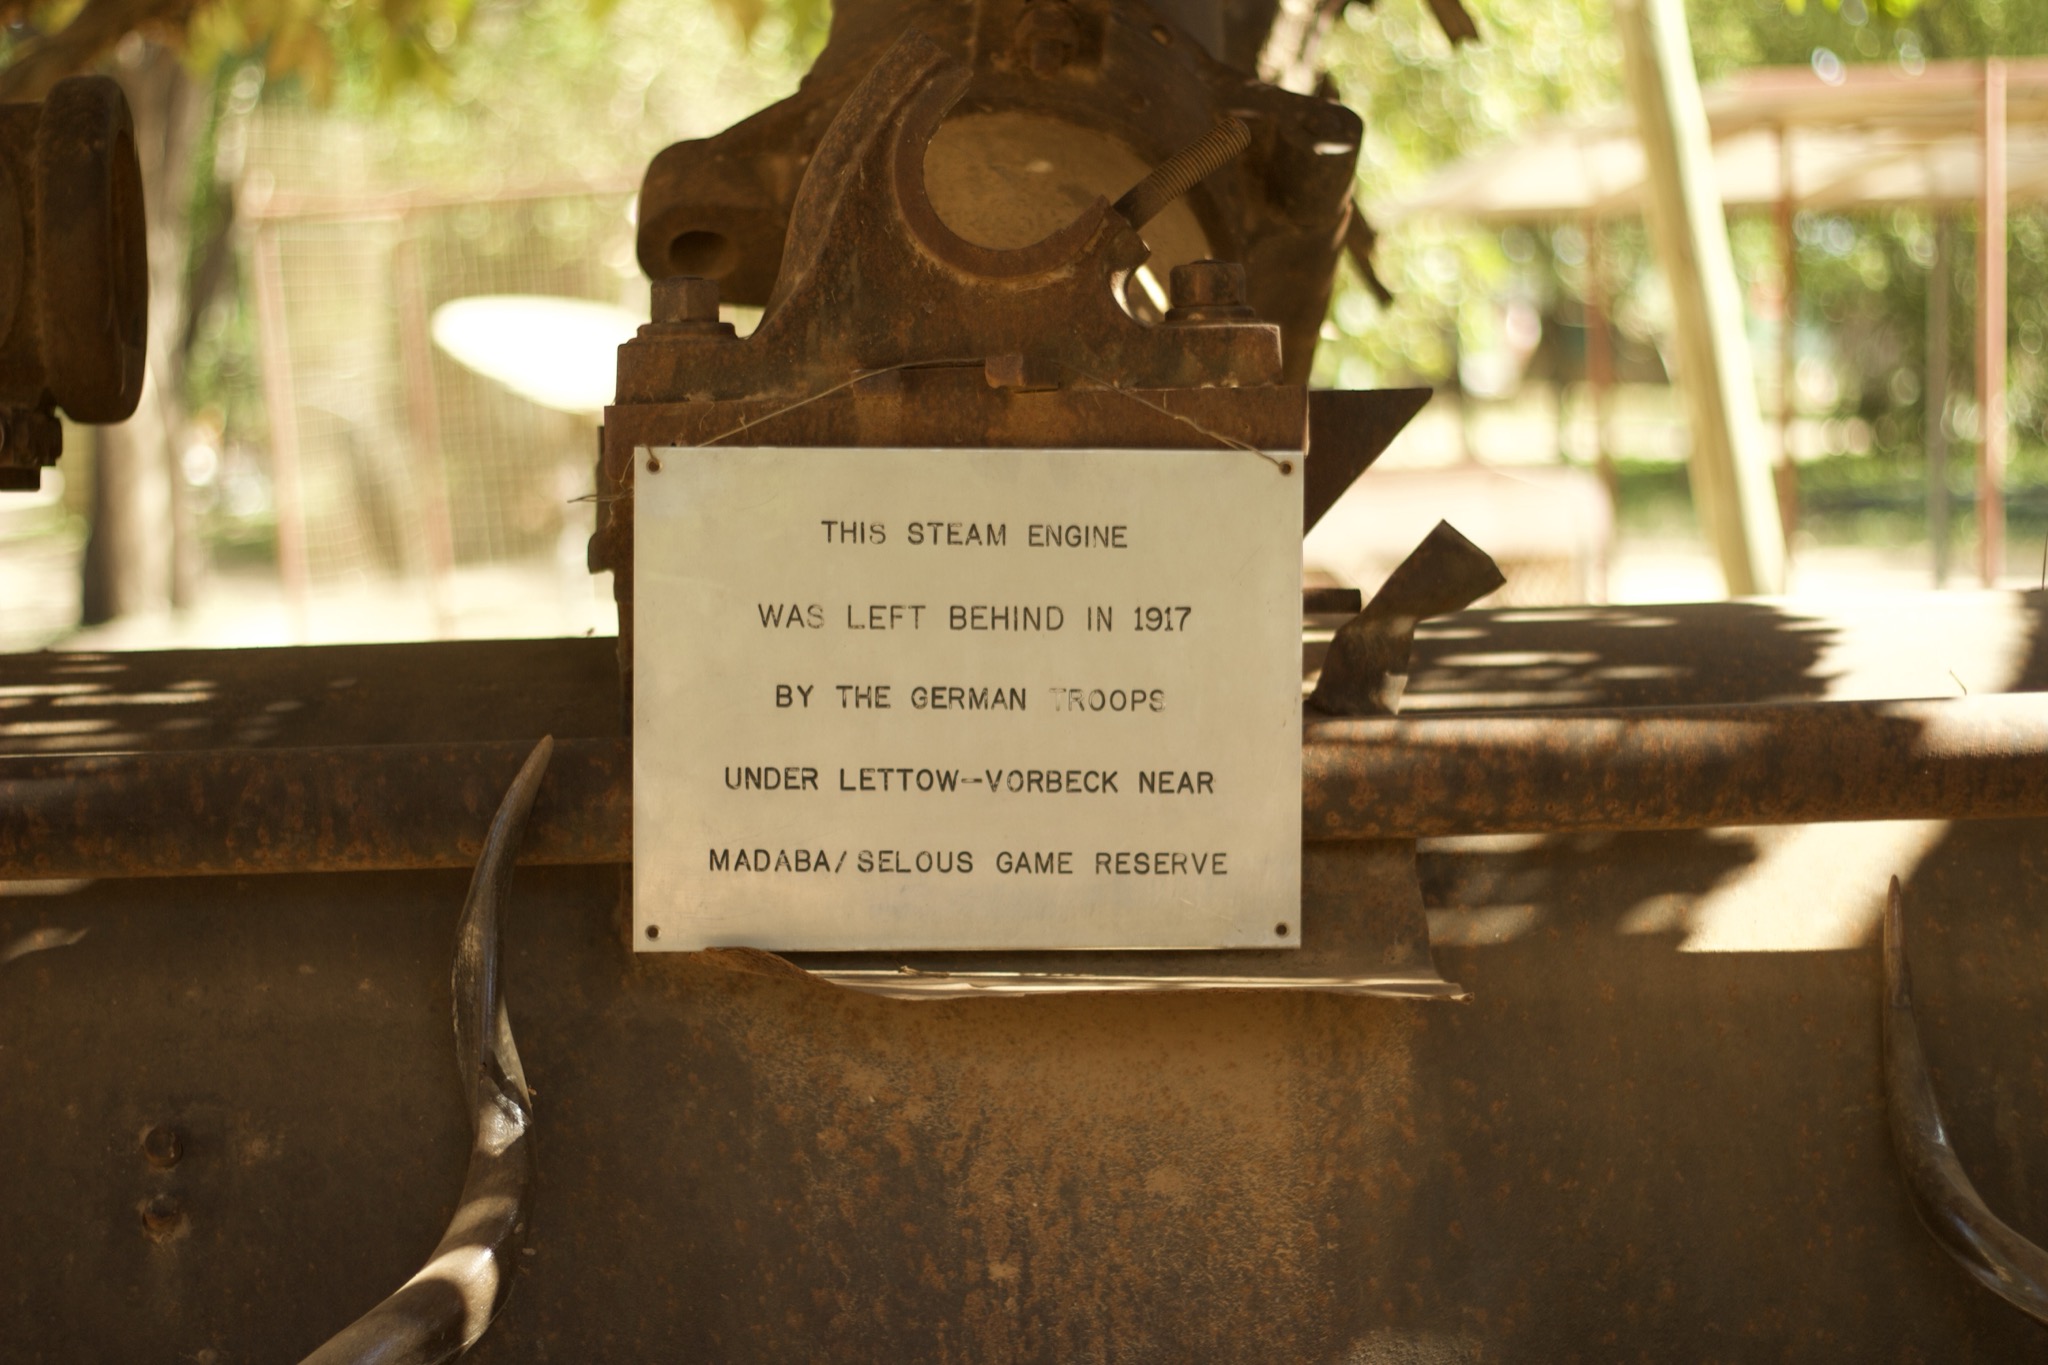 THIS STEAM ENGINE
WAS LEFT BEHIND IN 1917
BY THE GERMAN TROOPS
UNDER LETTOW-VORBECK NEAR
MADABA/SELOUS GAME RESERVE